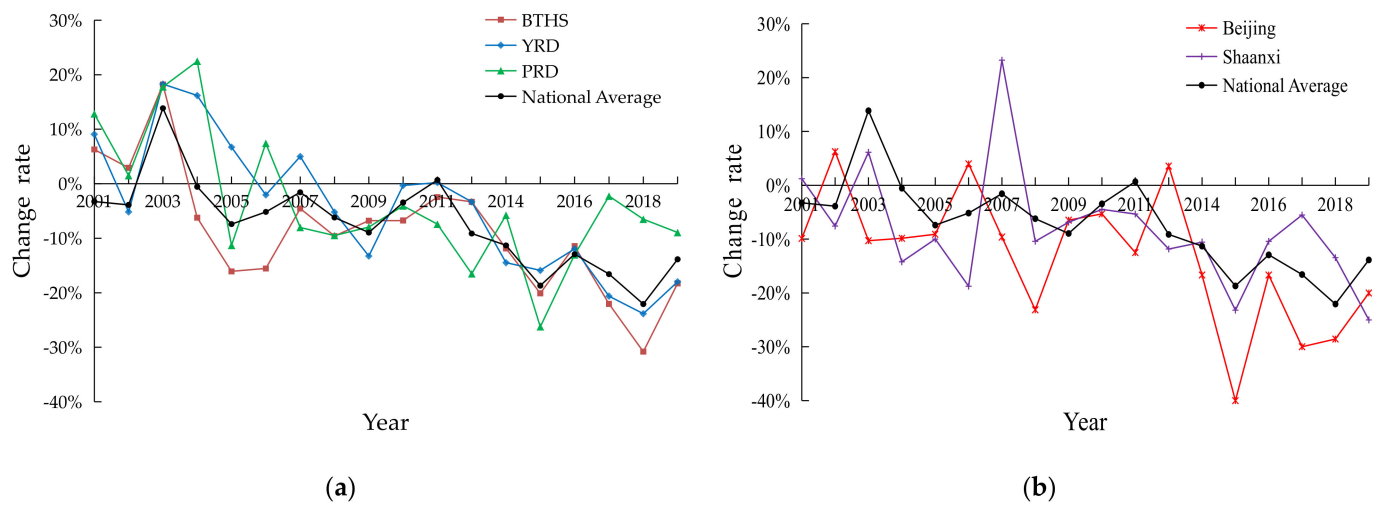 30%
20%
10%
0%
-10%
-20%
-30%
-40%
Change rate
2001 2003 2005 2007 2009 2011 2014 2016 2018
Year
BTHS
YRD
PRD
National Average
(a)
30%
20%
10%
0%
-10%
-20%
-30%
-40%
Change rate
2001 2003 2005 2007 2009 2011 2014 2016 2018
Year
Beijing
Shaanxi
National Average
(b)